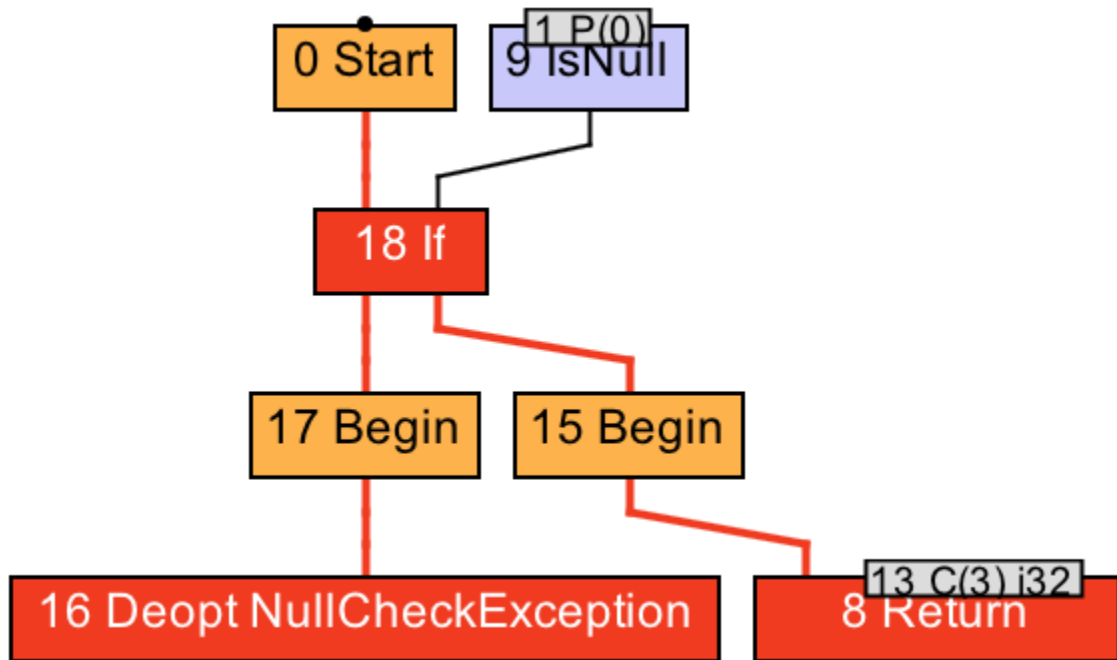 0 Start
1 P(0)
9 IsNull
18 If
17 Begin
15 Begin
16 Deopt NullCheckException
13 C(3) i32
8 Return